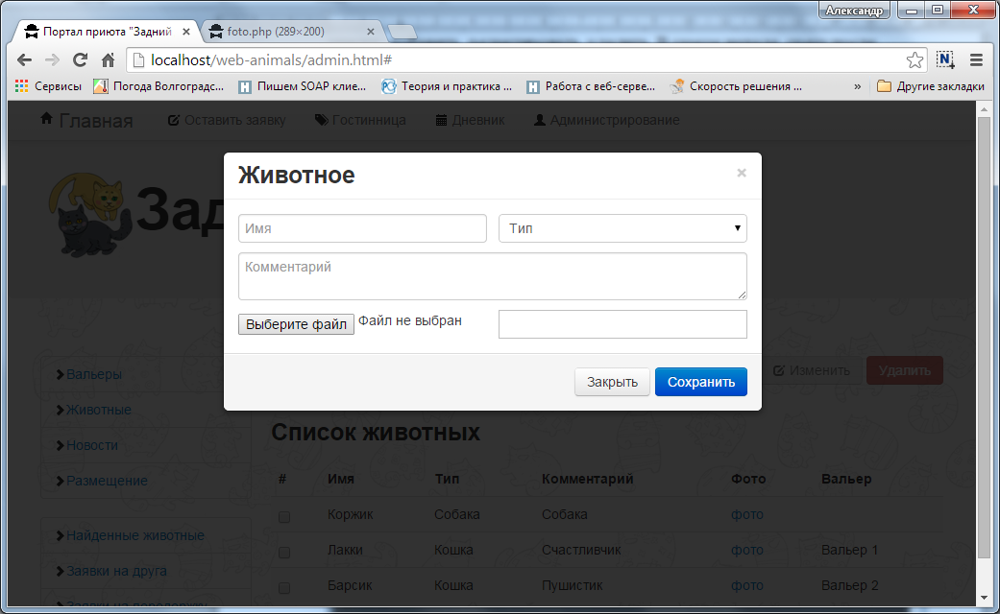 Александр
Портал приюта "Задний
foto.php (289×200)
localhost/web-animals/admin.html#
Сервисы
Погода Волгоградс...
Пишем SOAP клие...
Теория и практика ...
Работа с веб-серве...
Скорость решения ...
»
Другие закладки
Главная
Оставить заявку
Гостинница
Дневник
Администрирование
Зад
Животное
×
Имя
Тип
Комментарий
Выберите файл Файл не выбран
Закрыть
Сохранить
Изменить
Удалить
Вальеры
Животные
Новости
Размещение
Найденные животные
Заявки на друга
Список животных
# Имя Тип Комментарий Фото Вальер
Коржик Собака Собака фото
Лакки Кошка Счастливчик фото Вальер 1
Барсик Кошка Пушистик фото Вальер 2